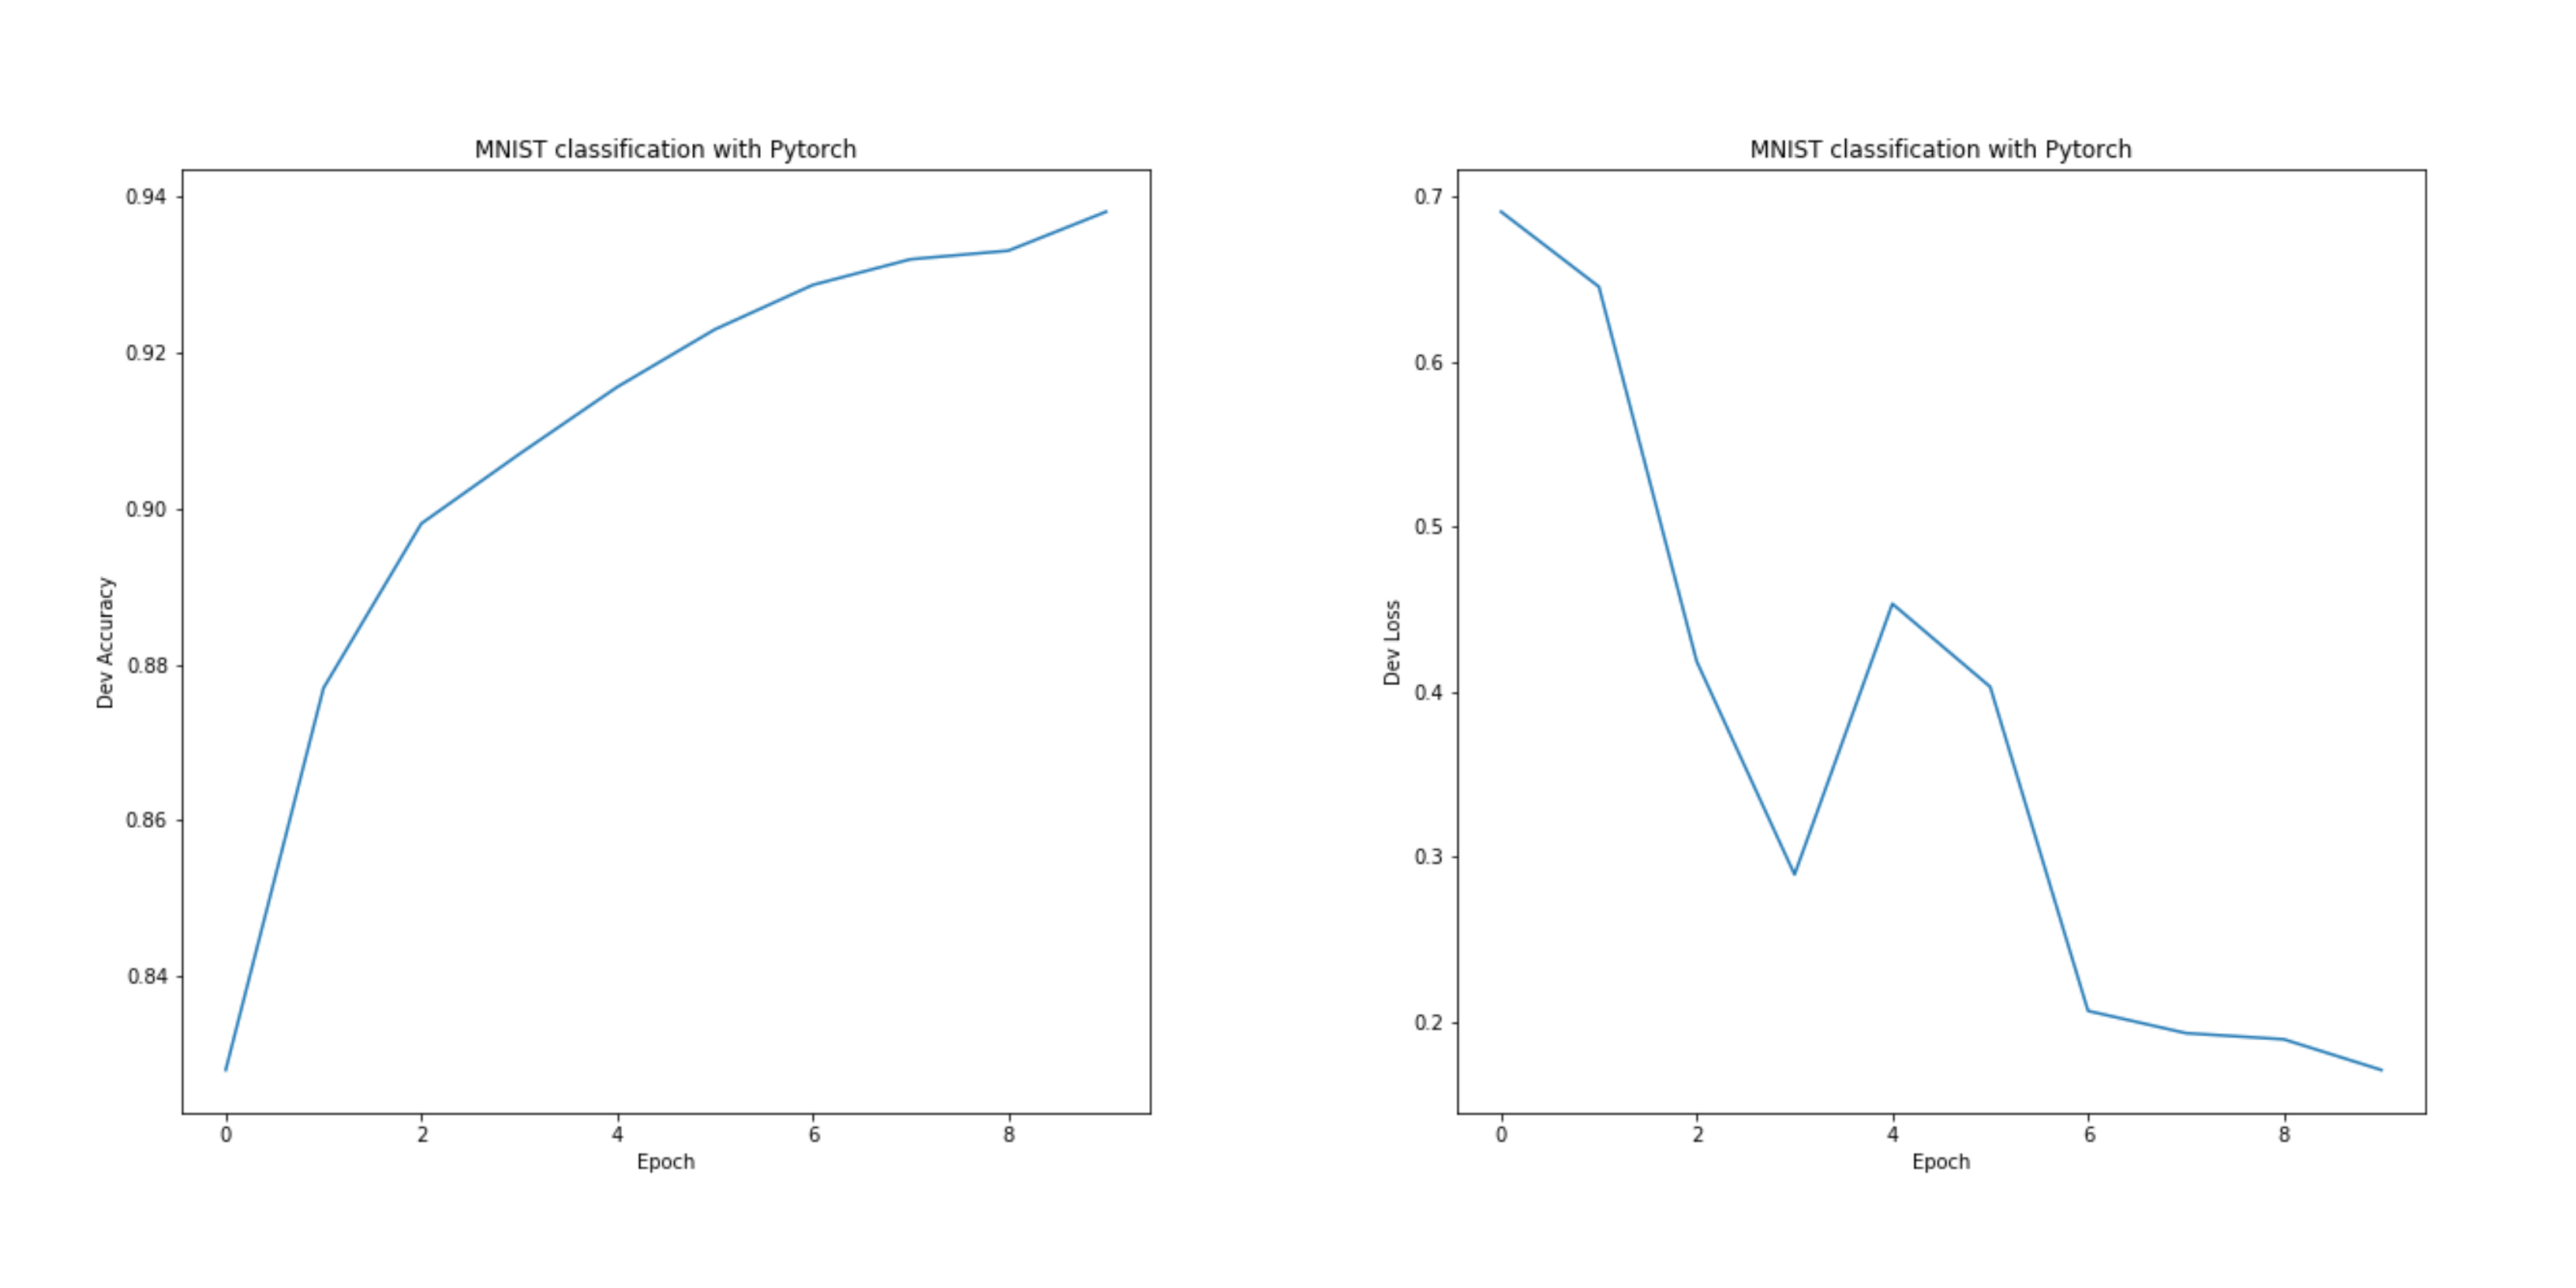 MNIST classification with Pytorch
0.94
0.92
0.90
0.88
0.86
0.84
Dev Accuracy
0 2 4 6 8
Epoch
MNIST classification with Pytorch
0.7
0.6
0.5
0.4
0.3
0.2
Dev Loss
0 2 4 6 8
Epoch